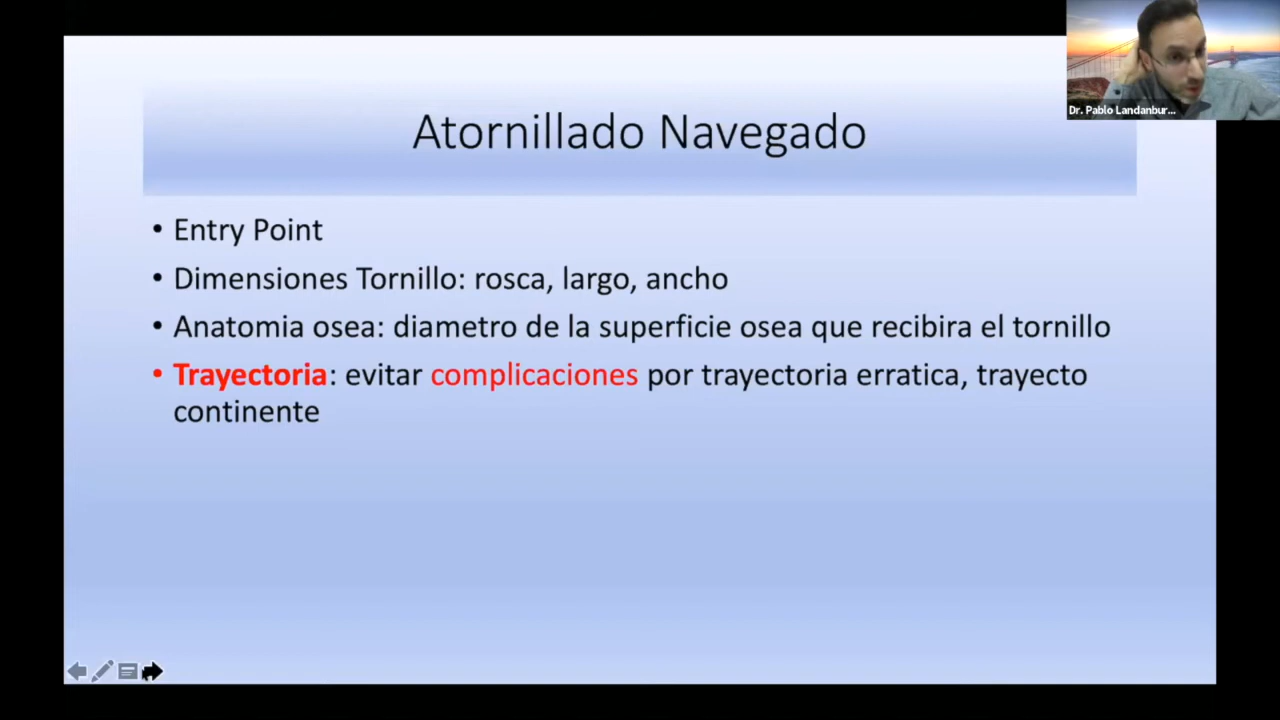 Dr. Pablo Landanbur...
Atornillado Navegado
• Entry Point
• Dimensiones Tornillo: rosca, largo, ancho
• Anatomia osea: diametro de la superficie osea que recibira el tornillo
• Trayectoria: evitar complicaciones por trayectoria erratica, trayecto
continente